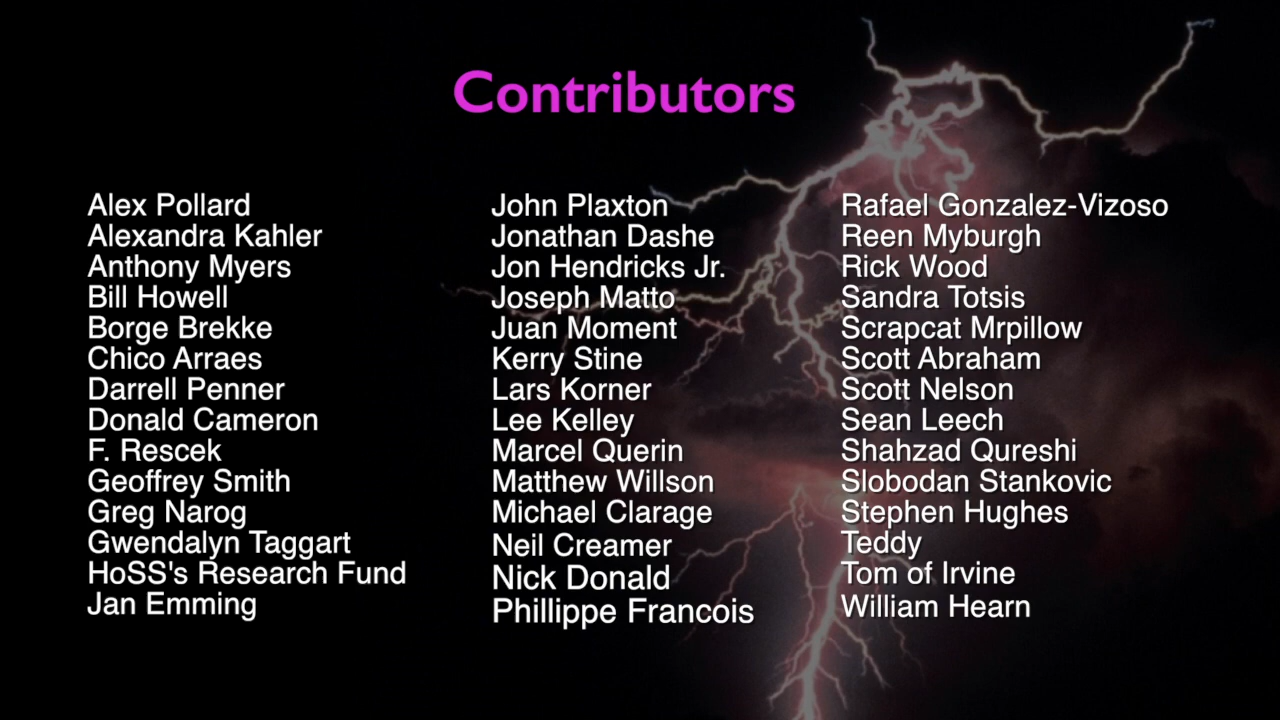 Contributors
Alex Pollard
Alexandra Kahler
Anthony Myers
Bill Howell
Borge Brekke
Chico Arraes
Darrell Penner
Donald Cameron
F. Rescek
Geoffrey Smith
Greg Narog
Gwendalyn Taggart
HoSS's Research Fund
Jan Emming
John Plaxton
Jonathan Dashe
Jon Hendricks Jr.
Joseph Matto
Juan Moment
Kerry Stine
Lars Korner
Lee Kelley
Marcel Querin
Matthew Willson
Michael Clarage
Neil Creamer
Nick Donald
Phillippe Francois
Rafael Gonzalez-Vizoso
Reen Myburgh
Rick Wood
Sandra Totsis
Scrapcat Mrpillow
Scott Abraham
Scott Nelson
Sean Leech
Shahzad Qureshi
Slobodan Stankovic
Stephen Hughes
Teddy
Tom of Irvine
William Hearn